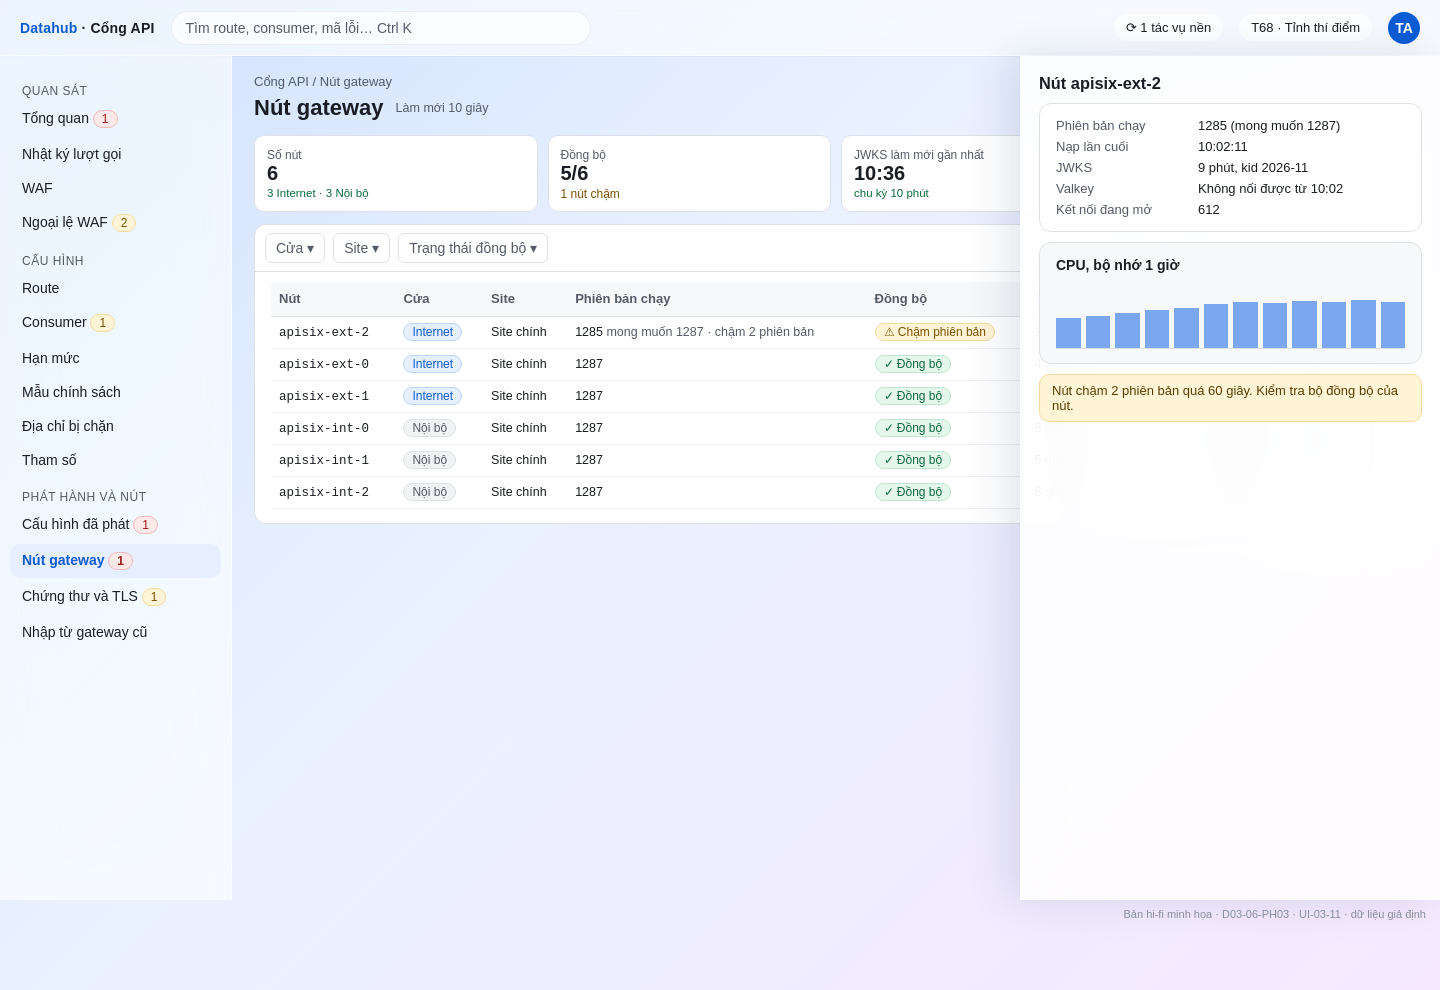 Datahub · Cổng API
Tìm route, consumer, mã lỗi… Ctrl K
⟳ 1 tác vụ nền
T68 · Tỉnh thí điểm
TA
QUAN SÁT
Tổng quan 1
Nhật ký lượt gọi
WAF
Ngoại lệ WAF 2
CẤU HÌNH
Route
Consumer 1
Hạn mức
Mẫu chính sách
Địa chỉ bị chặn
Tham số
PHÁT HÀNH VÀ NÚT
Cấu hình đã phát 1
Nút gateway 1
Chứng thư và TLS 1
Nhập từ gateway cũ
Cổng API / Nút gateway
Nút gateway Làm mới 10 giây
Số nút
6
3 Internet · 3 Nội bộ
Đồng bộ
5/6
1 nút chậm
JWKS làm mới gần nhất
10:36
chu kỳ 10 phút
Cửa ▾ Site ▾ Trạng thái đồng bộ ▾
Nút Cửa Site Phiên bản chạy Đồng bộ
apisix-ext-2 Internet Site chính 1285 mong muốn 1287 · chậm 2 phiên bản ⚠ Chậm phiên bản
apisix-ext-0 Internet Site chính 1287 ✓ Đồng bộ
apisix-ext-1 Internet Site chính 1287 ✓ Đồng bộ
apisix-int-0 Nội bộ Site chính 1287 ✓ Đồng bộ
apisix-int-1 Nội bộ Site chính 1287 ✓ Đồng bộ
apisix-int-2 Nội bộ Site chính 1287 ✓ Đồng bộ
Nút apisix-ext-2
Phiên bản chạy 1285 (mong muốn 1287)
Nạp lần cuối 10:02:11
JWKS 9 phút, kid 2026-11
Valkey Không nối được từ 10:02
Kết nối đang mở 612
CPU, bộ nhớ 1 giờ
Nút chậm 2 phiên bản quá 60 giây. Kiểm tra bộ đồng bộ của
nút.
Bản hi-fi minh họa · D03-06-PH03 · UI-03-11 · dữ liệu giả định